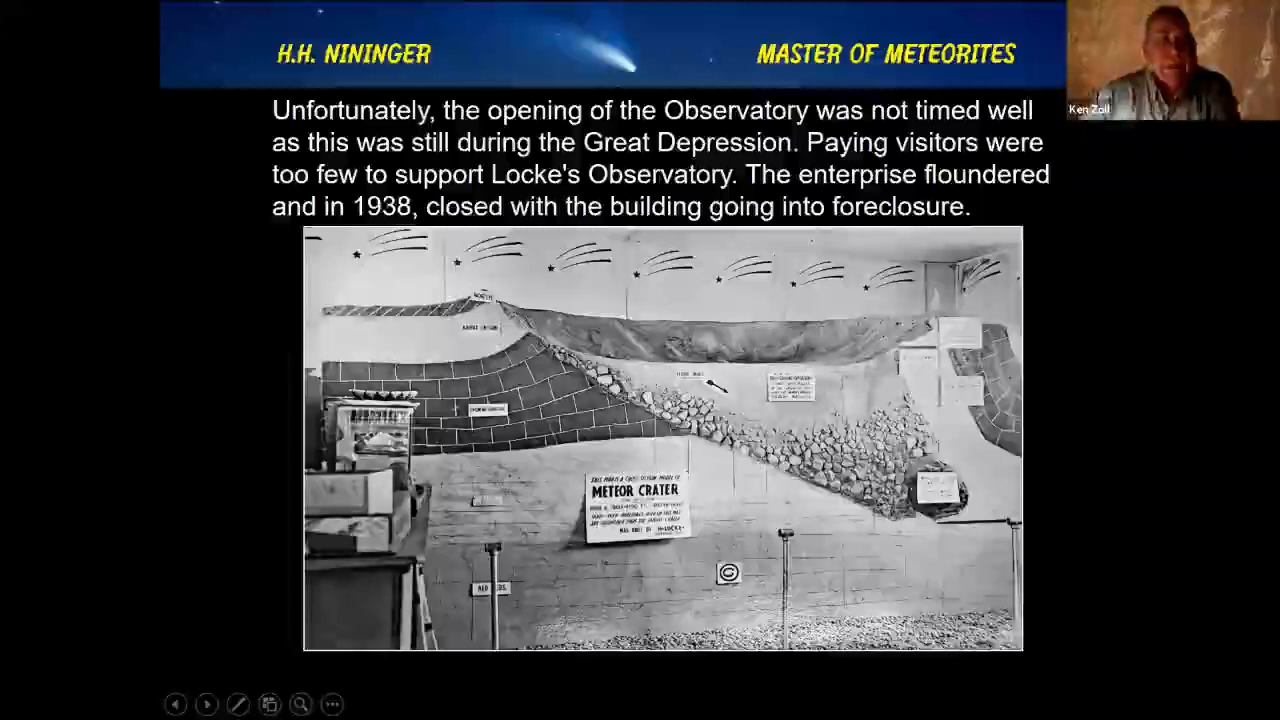 H.H. NININGER
MASTER OF METEORITES
Ken Zoll
Unfortunately, the opening of the Observatory was not timed well
as this was still during the Great Depression. Paying visitors were
too few to support Locke's Observatory. The enterprise floundered
and in 1938, closed with the building going into foreclosure.
METEOR CRATER